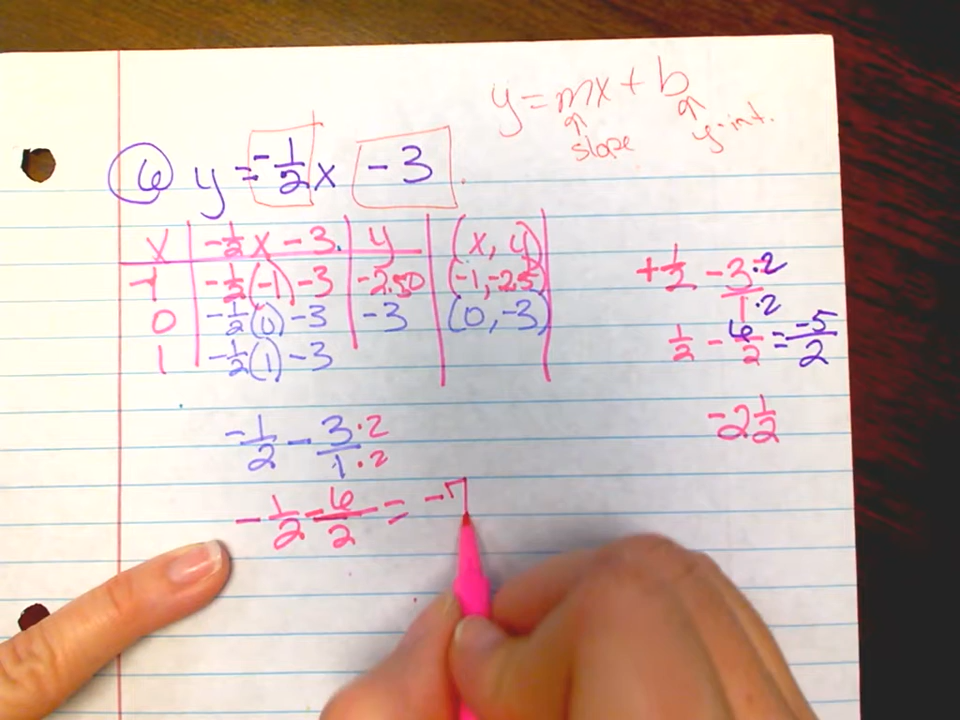 y = mx + b
slope y-int.
6 y = -1/2 x - 3
x | -1/2 x - 3 | y | (x, y)
-1 | -1/2 (-1) - 3 | -2.50 | (-1, -2.5)
0 | -1/2 (0) - 3 | -3 | (0, -3)
1 | -1/2 (1) - 3
+1/2 - 3·2/1·2
1/2 - 6/2 = -5/2
-2 1/2
-1/2 - 3·2/1·2
-1/2 - 6/2 = -7